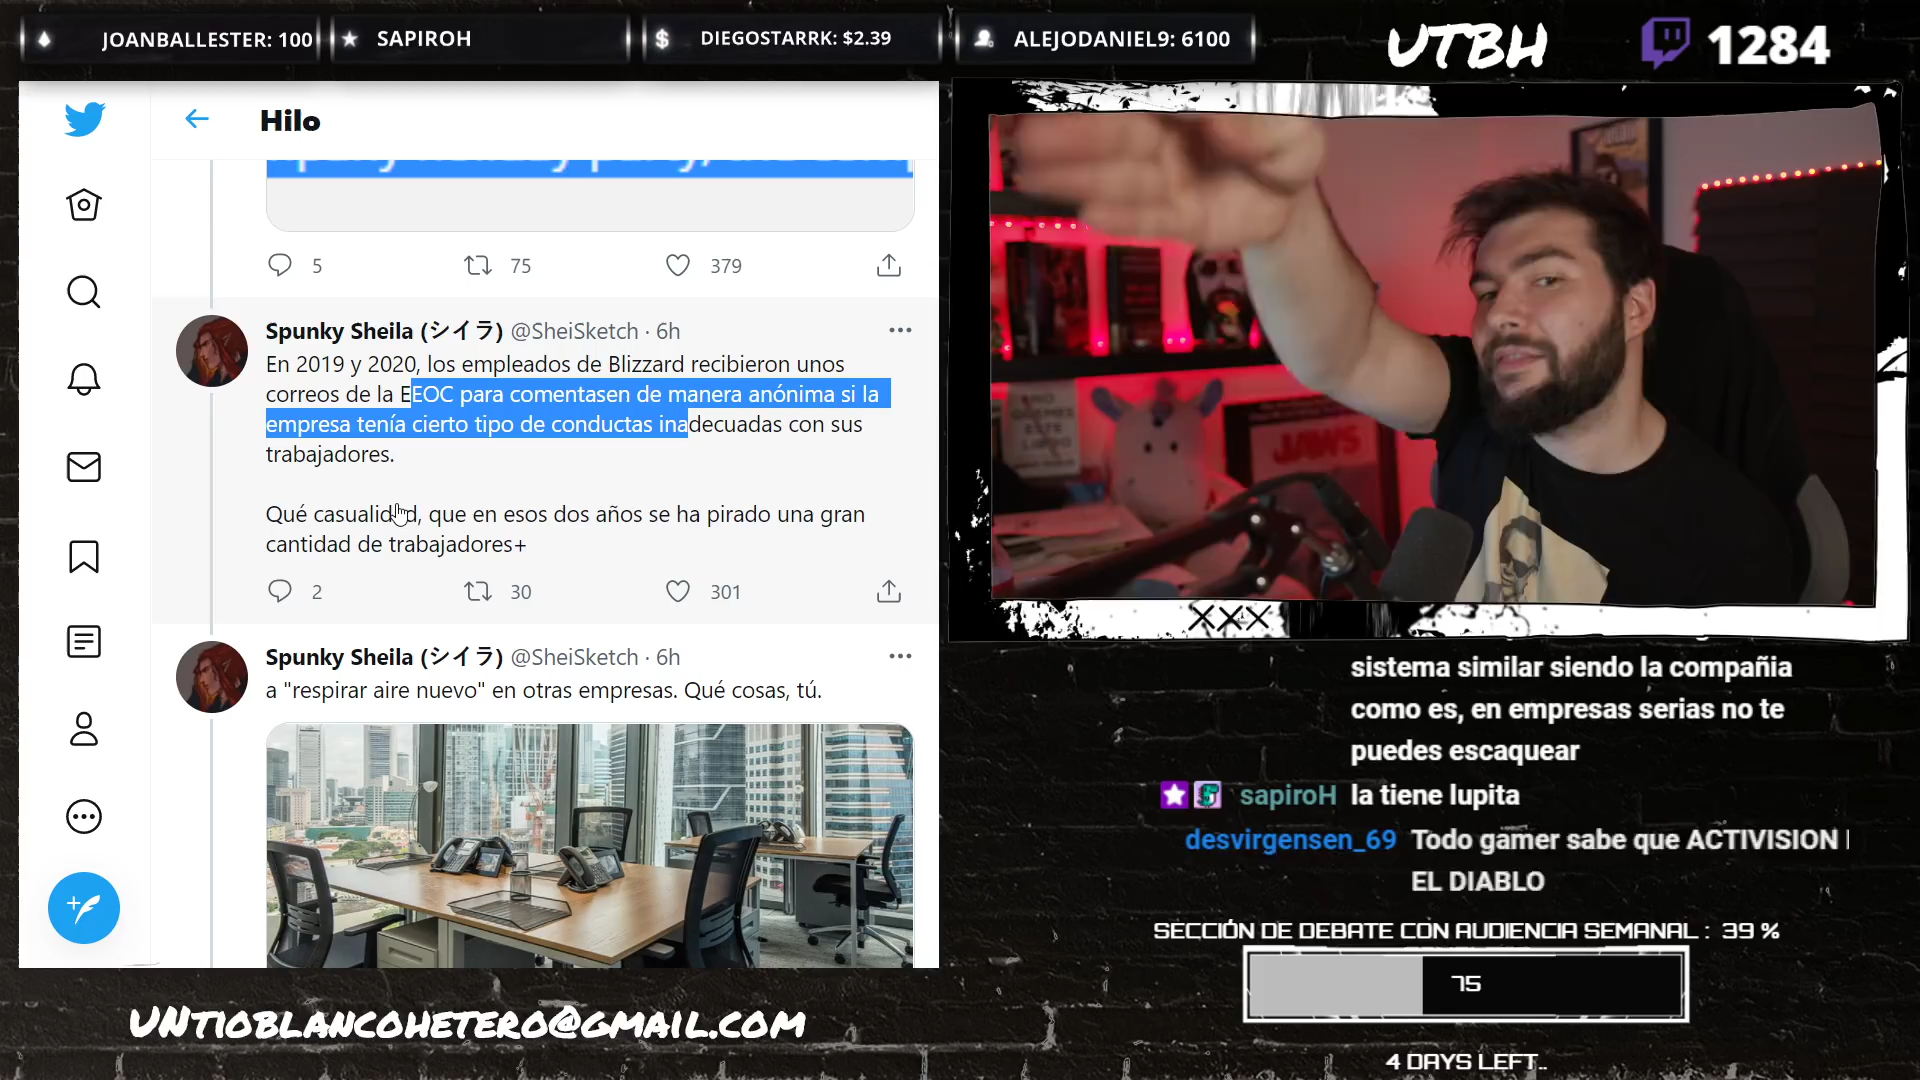 JOANBALLESTER: 100
SAPIROH
DIEGOSTARRK: $2.39
ALEJODANIEL9: 6100
UTBH
1284
Hilo
5
75
379
Spunky Sheila (シイラ) @SheiSketch · 6h
En 2019 y 2020, los empleados de Blizzard recibieron unos
correos de la EEOC para comentasen de manera anónima si la
empresa tenía cierto tipo de conductas inadecuadas con sus
trabajadores.
Qué casualidad, que en esos dos años se ha pirado una gran
cantidad de trabajadores+
2
30
301
Spunky Sheila (シイラ) @SheiSketch · 6h
a "respirar aire nuevo" en otras empresas. Qué cosas, tú.
JAWS
sistema similar siendo la compañia
como es, en empresas serias no te
puedes escaquear
sapiroH la tiene lupita
desvirgensen_69 Todo gamer sabe que ACTIVISION
EL DIABLO
SECCIÓN DE DEBATE CON AUDIENCIA SEMANAL : 39 %
75
4 DAYS LEFT..
UNTIOBLANCOHETERO@GMAIL.COM